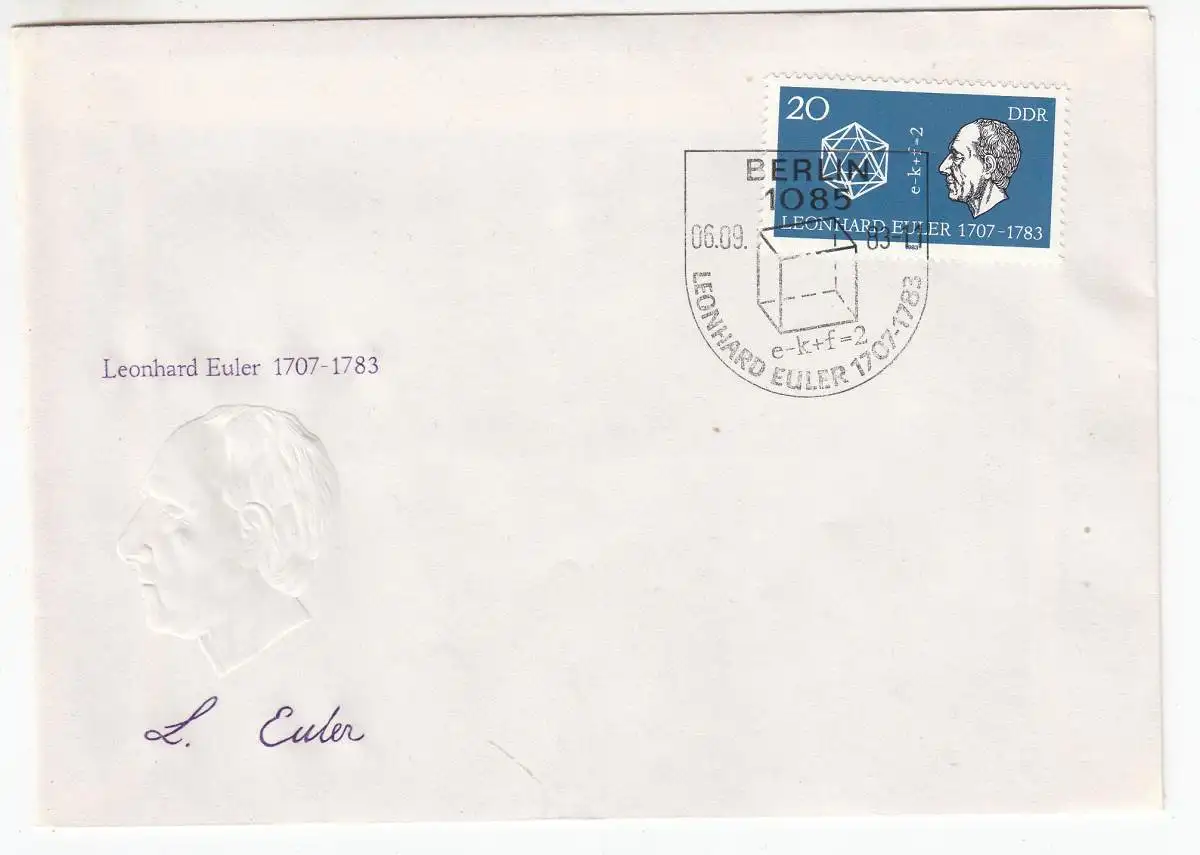 20
DDR
e-k+f=2
LEONHARD EULER 1707-1783
BERLIN
1085
06.09. 83-11
e-k+f=2
LEONHARD EULER 1707-1783
Leonhard Euler 1707-1783
L. Euler